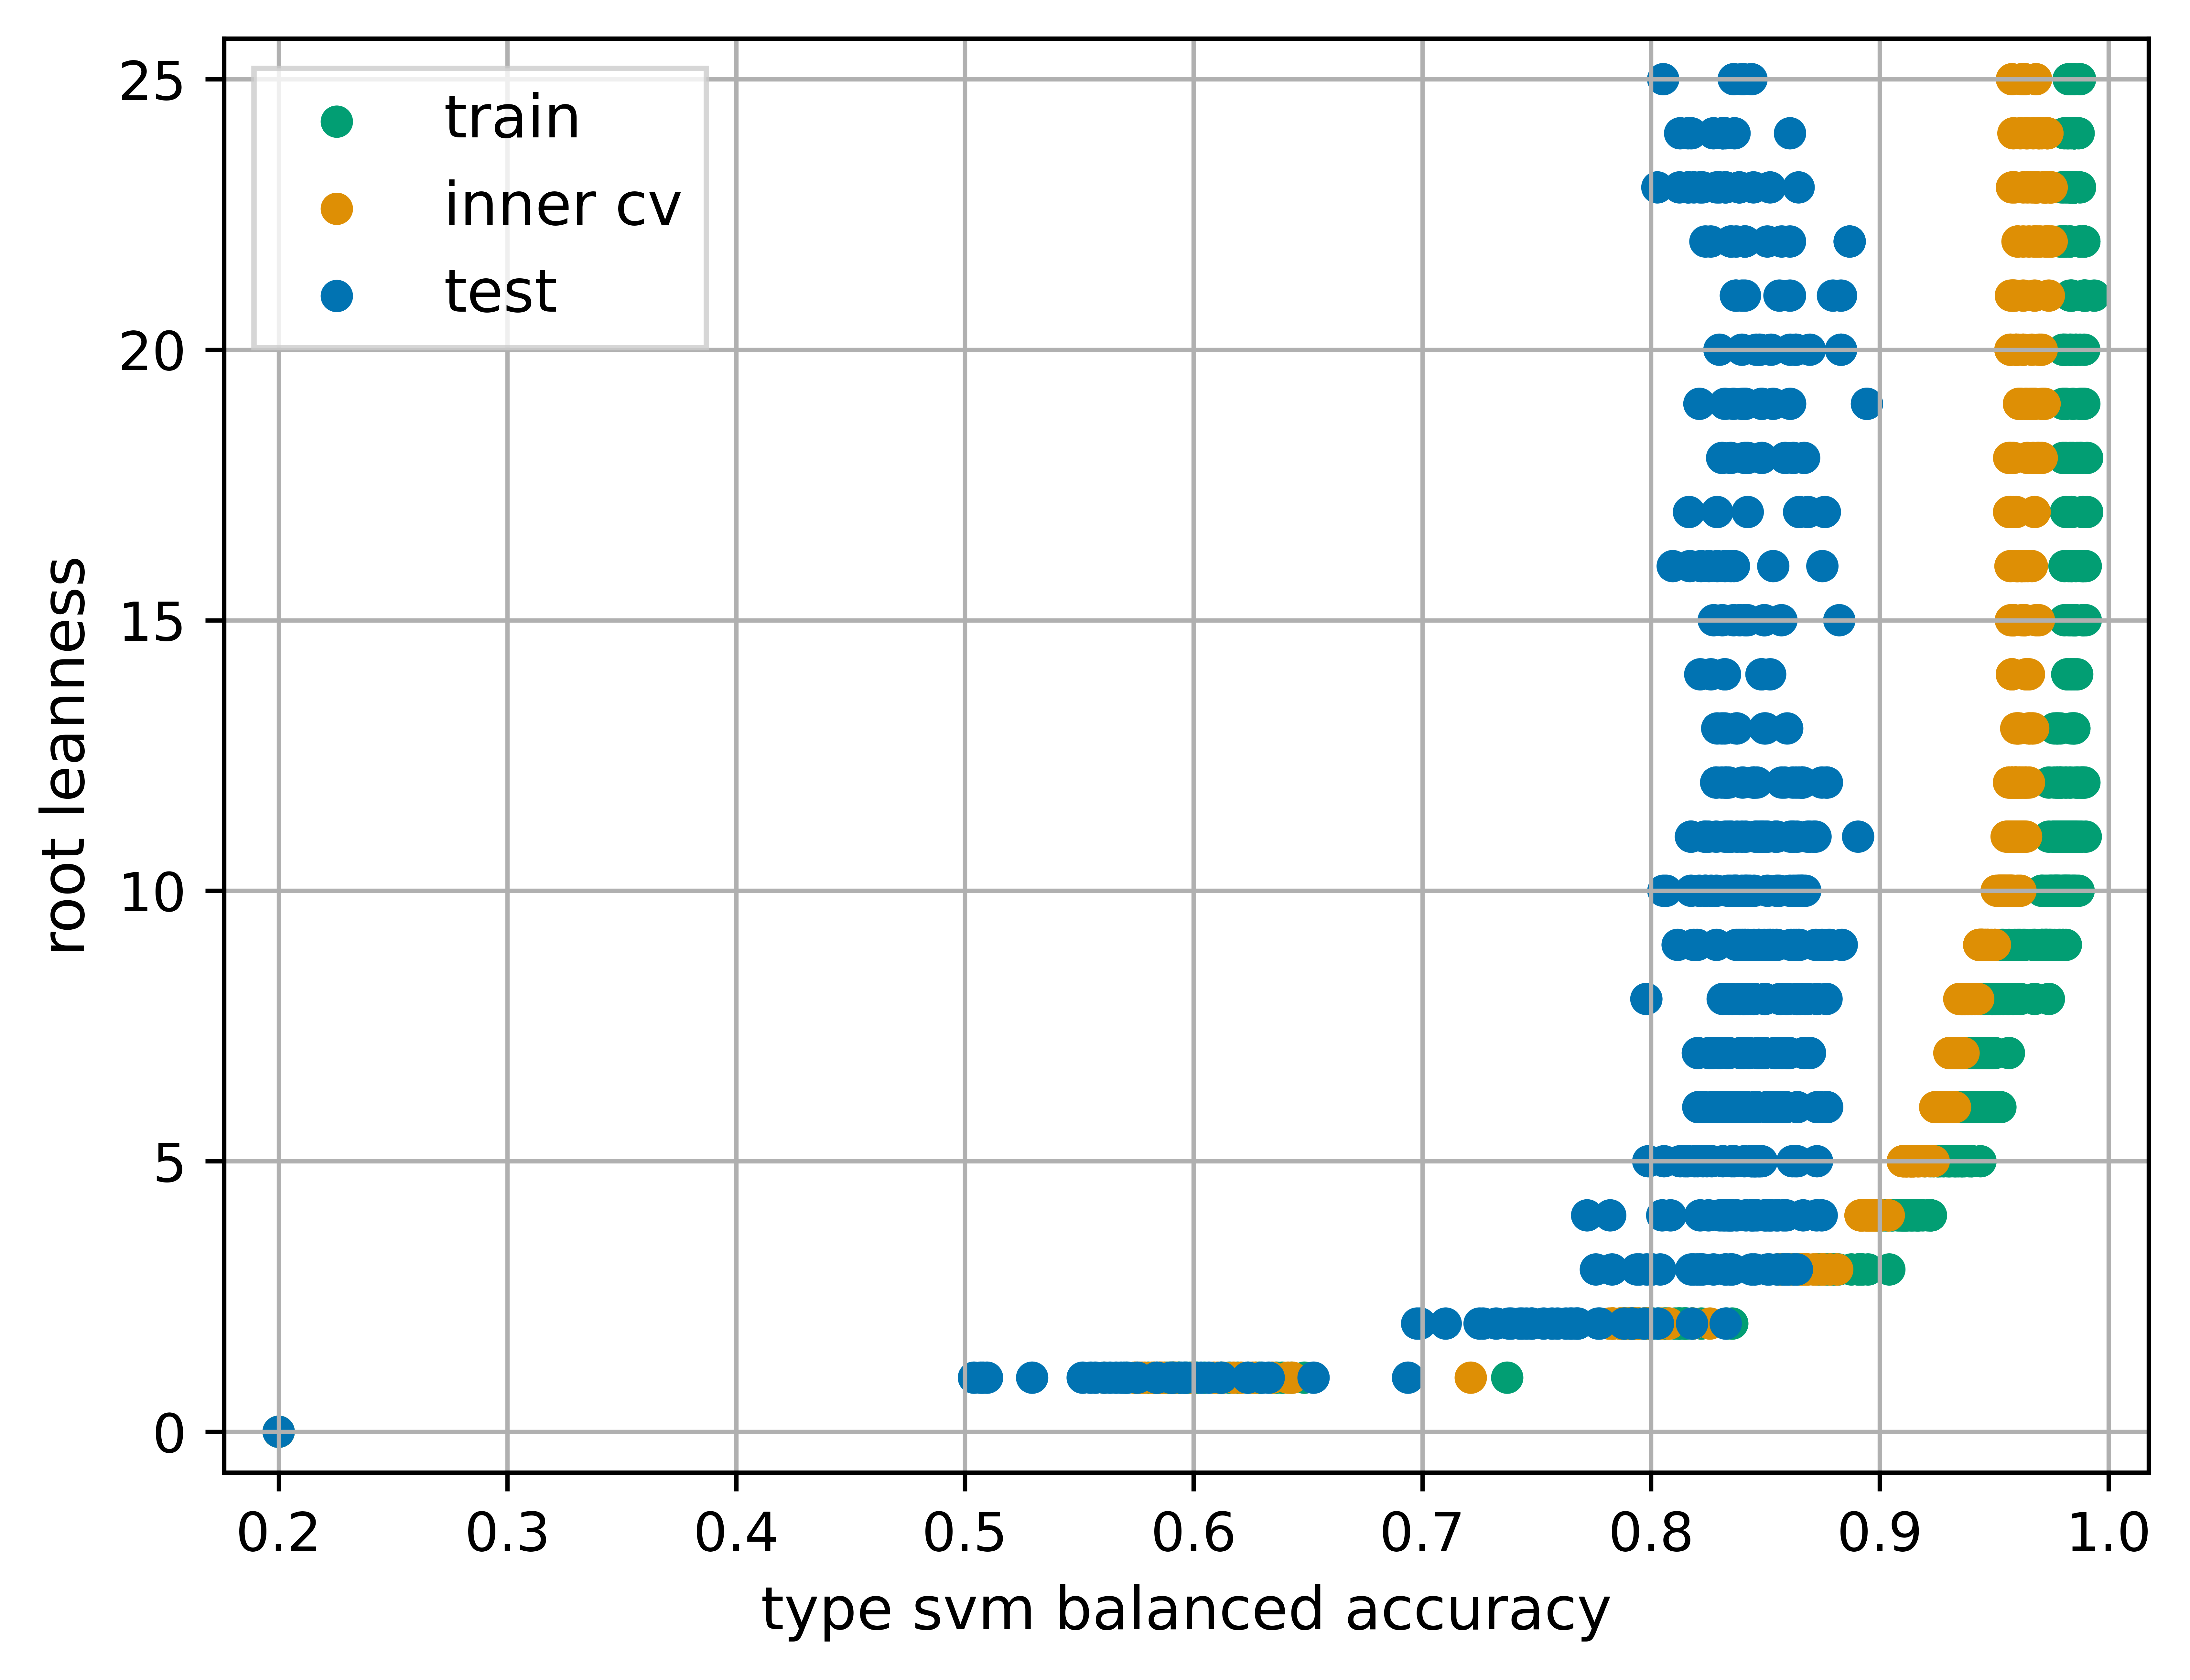 25
20
15
10
5
0
root leanness
train
inner cv
test
0.2 0.3 0.4 0.5 0.6 0.7 0.8 0.9 1.0
type svm balanced accuracy